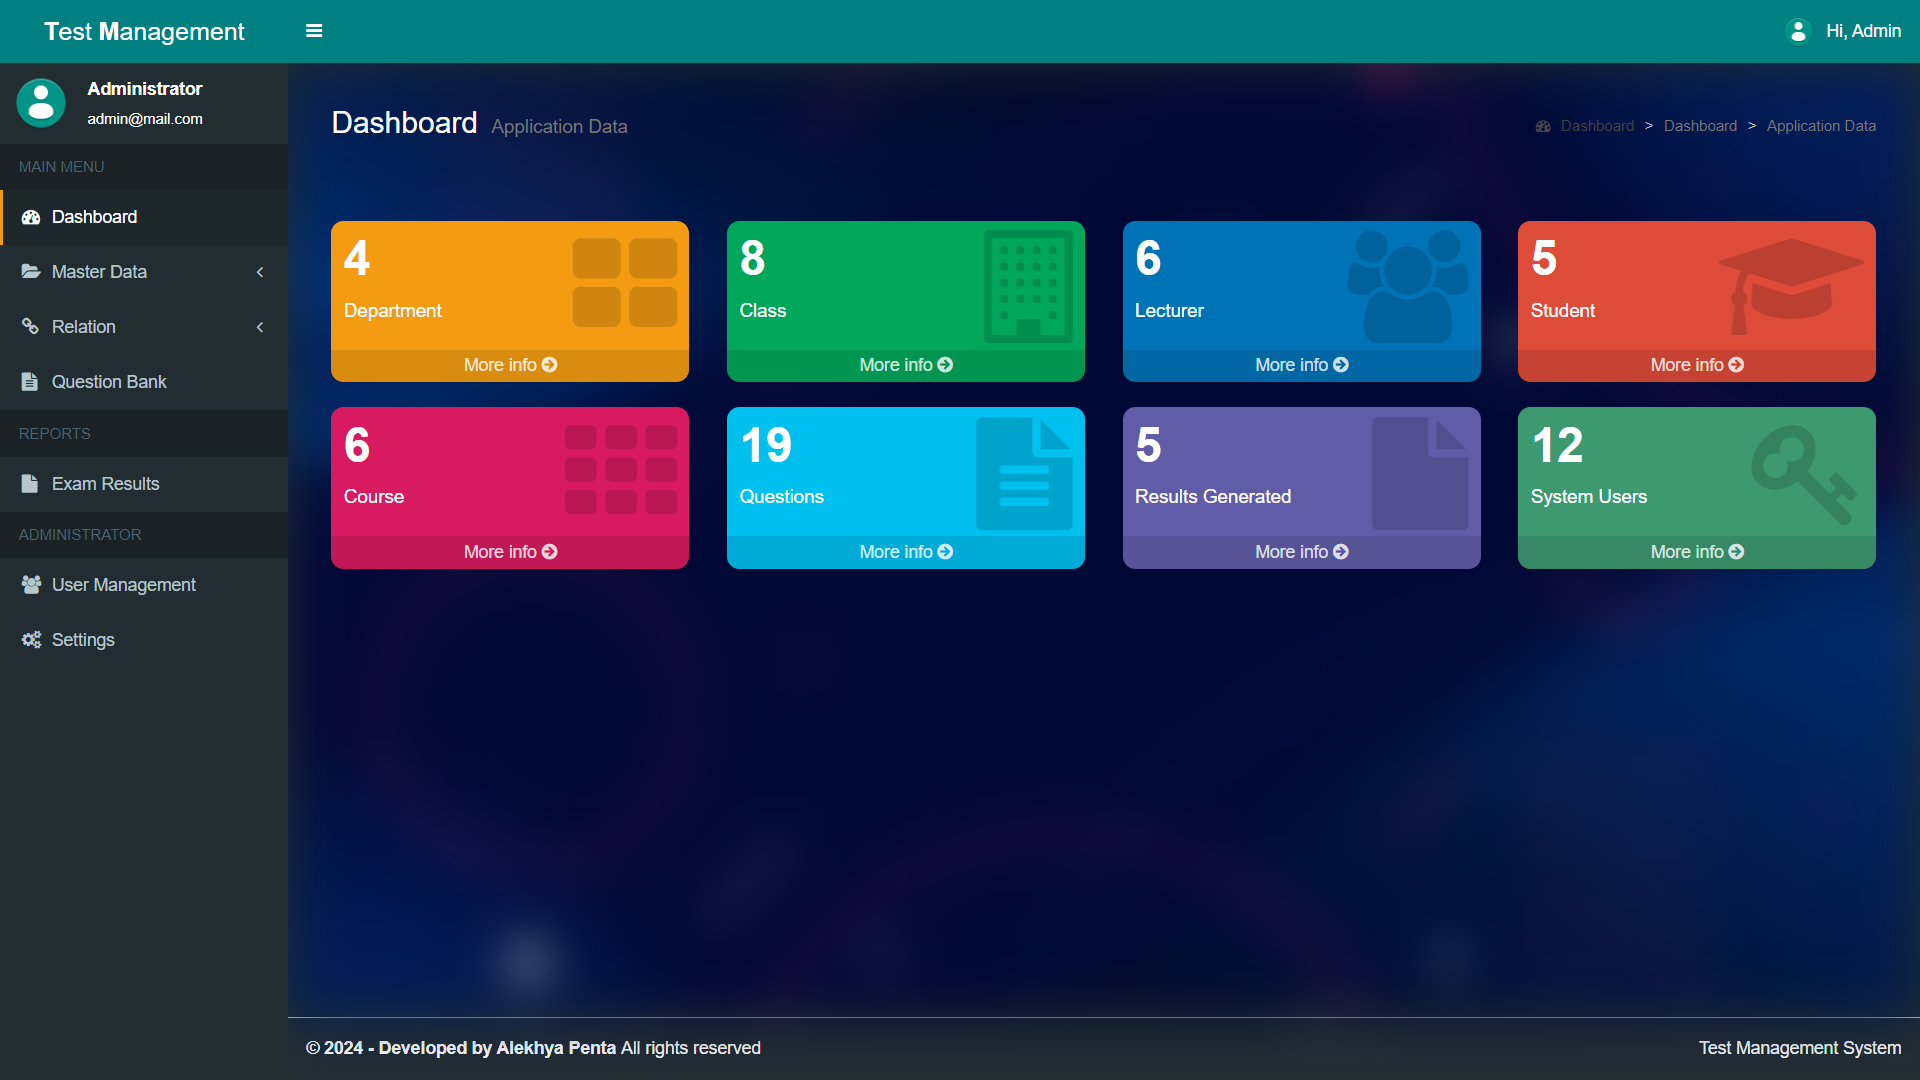 Test Management
Hi, Admin
Administrator
admin@mail.com
MAIN MENU
Dashboard
Master Data
Relation
Question Bank
REPORTS
Exam Results
ADMINISTRATOR
User Management
Settings
Dashboard Application Data
Dashboard > Dashboard > Application Data
4
Department
More info
8
Class
More info
6
Lecturer
More info
5
Student
More info
6
Course
More info
19
Questions
More info
5
Results Generated
More info
12
System Users
More info
© 2024 - Developed by Alekhya Penta All rights reserved
Test Management System